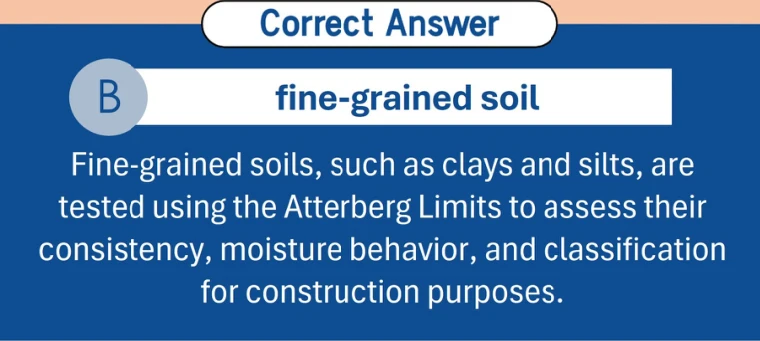 Correct Answer
B
fine-grained soil
Fine-grained soils, such as clays and silts, are
tested using the Atterberg Limits to assess their
consistency, moisture behavior, and classification
for construction purposes.